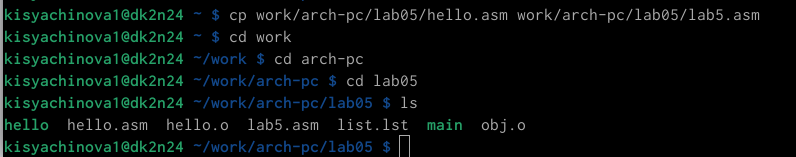 kisyachinova1@dk2n24 ~ $ cp work/arch-pc/lab05/hello.asm work/arch-pc/lab05/lab5.asm
kisyachinova1@dk2n24 ~ $ cd work
kisyachinova1@dk2n24 ~/work $ cd arch-pc
kisyachinova1@dk2n24 ~/work/arch-pc $ cd lab05
kisyachinova1@dk2n24 ~/work/arch-pc/lab05 $ ls
hello  hello.asm  hello.o  lab5.asm  list.lst  main  obj.o
kisyachinova1@dk2n24 ~/work/arch-pc/lab05 $